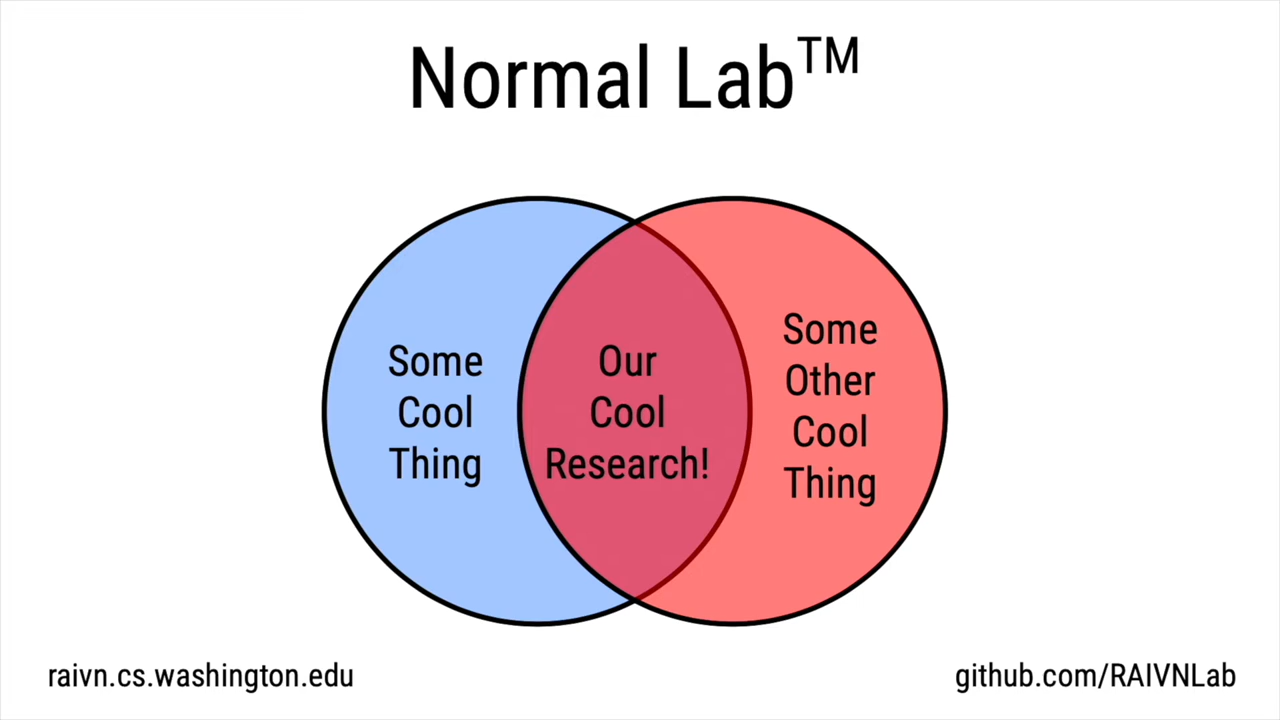 Normal Lab™
Some
Cool
Thing
Our
Cool
Research!
Some
Other
Cool
Thing
raivn.cs.washington.edu
github.com/RAIVNLab